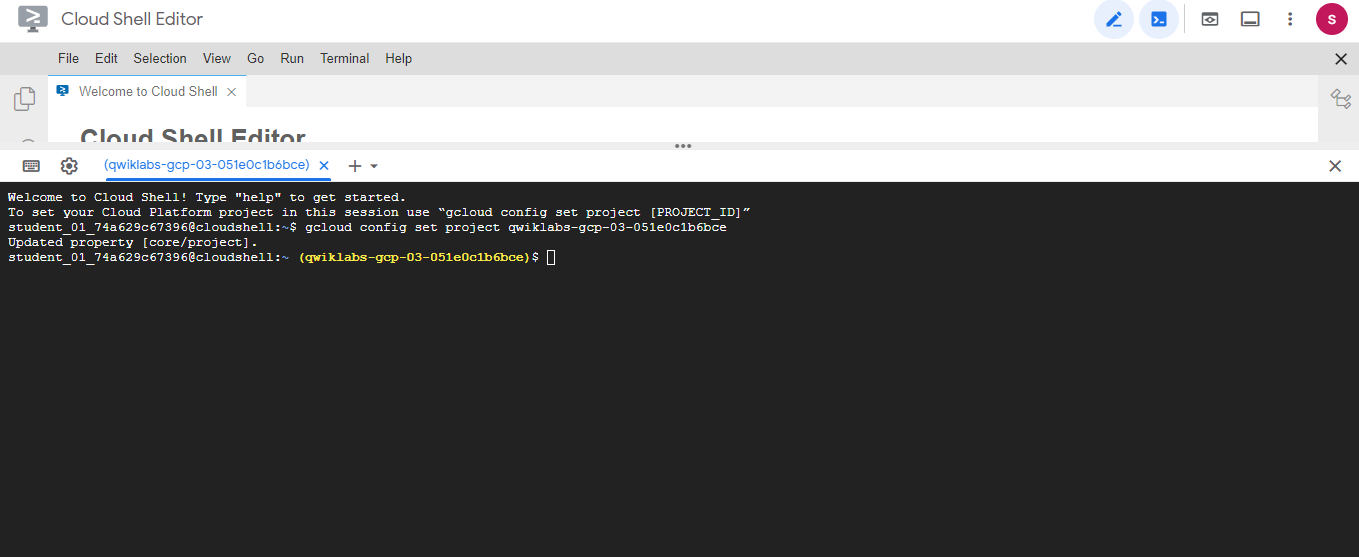 Cloud Shell Editor
S
File Edit Selection View Go Run Terminal Help
Welcome to Cloud Shell
Cloud Shell Editor
(qwiklabs-gcp-03-051e0c1b6bce)
Welcome to Cloud Shell! Type "help" to get started.
To set your Cloud Platform project in this session use “gcloud config set project [PROJECT_ID]”
student_01_74a629c67396@cloudshell:~$ gcloud config set project qwiklabs-gcp-03-051e0c1b6bce
Updated property [core/project].
student_01_74a629c67396@cloudshell:~ (qwiklabs-gcp-03-051e0c1b6bce)$